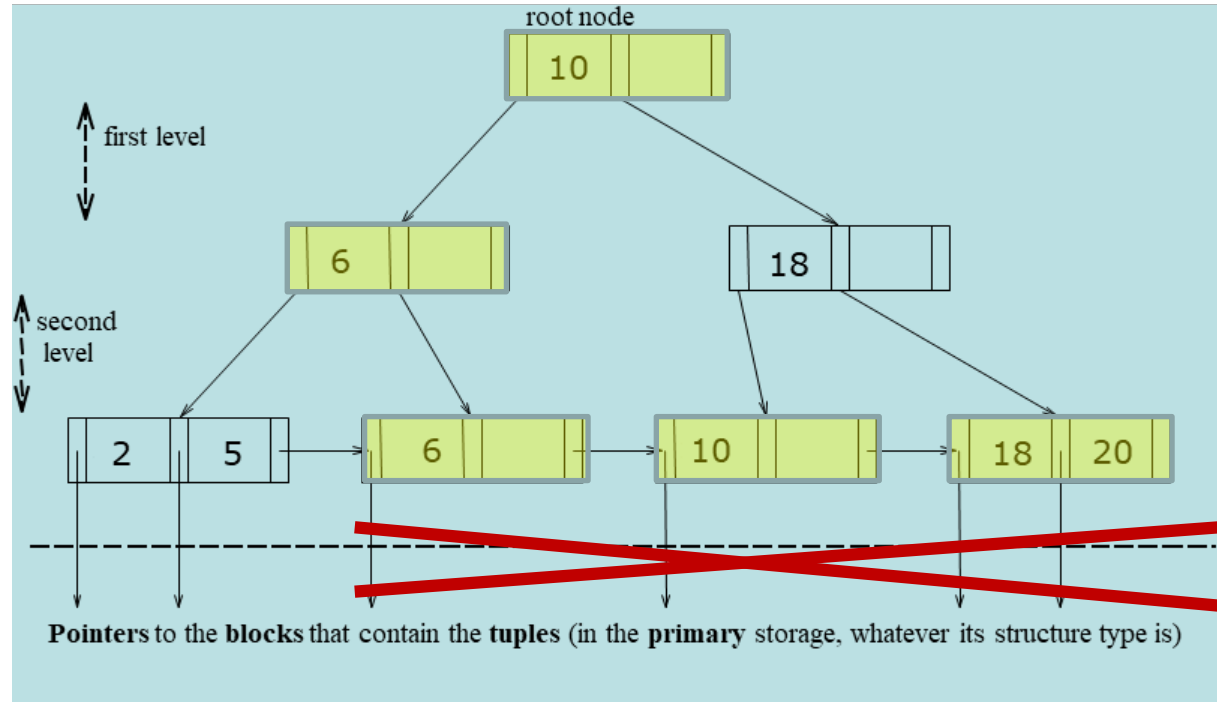 root node
10
first level
6
18
second
level
2 5 6 10 18 20
Pointers to the blocks that contain the tuples (in the primary storage, whatever its structure type is)